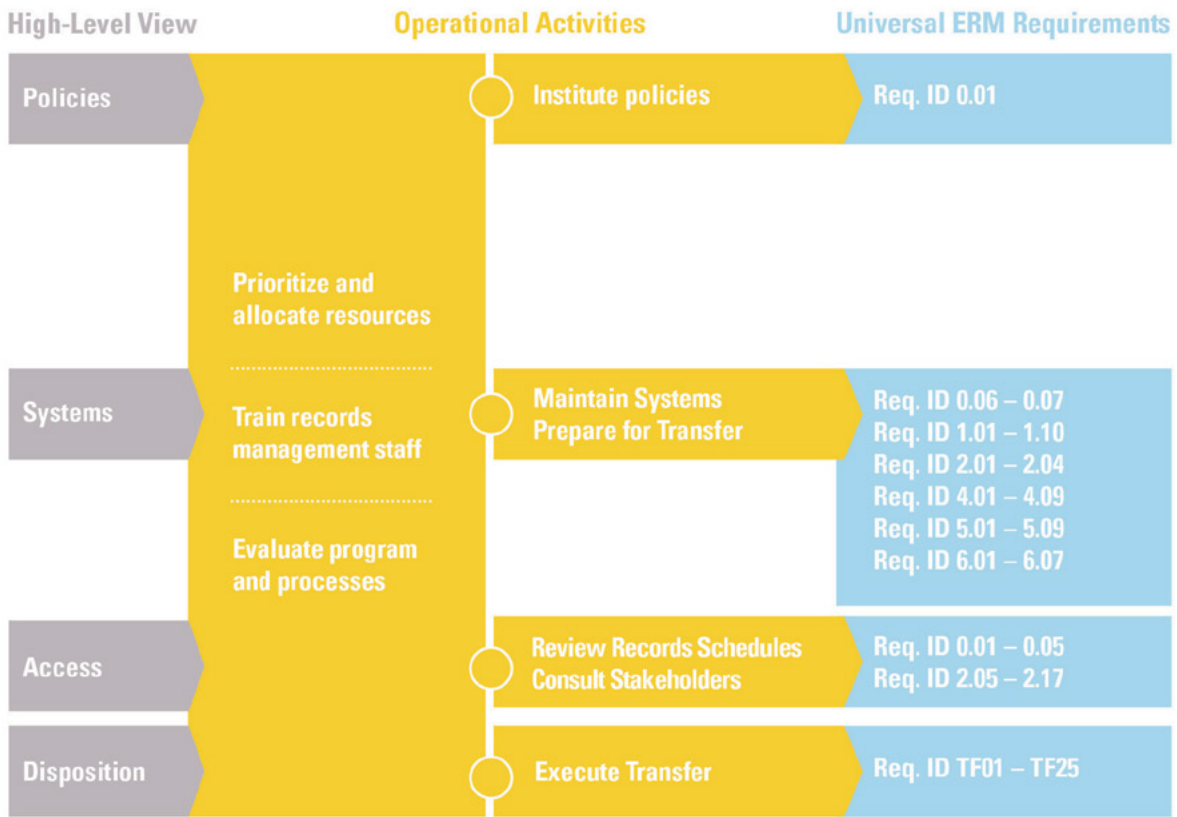 High-Level View
Operational Activities
Universal ERM Requirements
Policies
Institute policies
Req. ID 0.01
Prioritize and
allocate resources
Train records
management staff
Evaluate program
and processes
Systems
Maintain Systems
Prepare for Transfer
Req. ID 0.06 – 0.07
Req. ID 1.01 – 1.10
Req. ID 2.01 – 2.04
Req. ID 4.01 – 4.09
Req. ID 5.01 – 5.09
Req. ID 6.01 – 6.07
Access
Review Records Schedules
Consult Stakeholders
Req. ID 0.01 – 0.05
Req. ID 2.05 – 2.17
Disposition
Execute Transfer
Req. ID TF01 – TF25